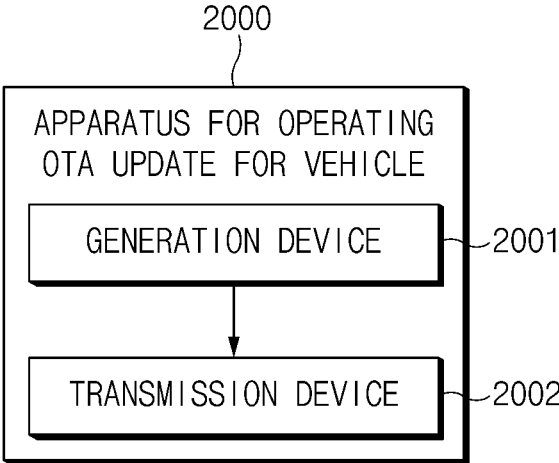 2000
APPARATUS FOR OPERATING
OTA UPDATE FOR VEHICLE
GENERATION DEVICE
2001
TRANSMISSION DEVICE
2002